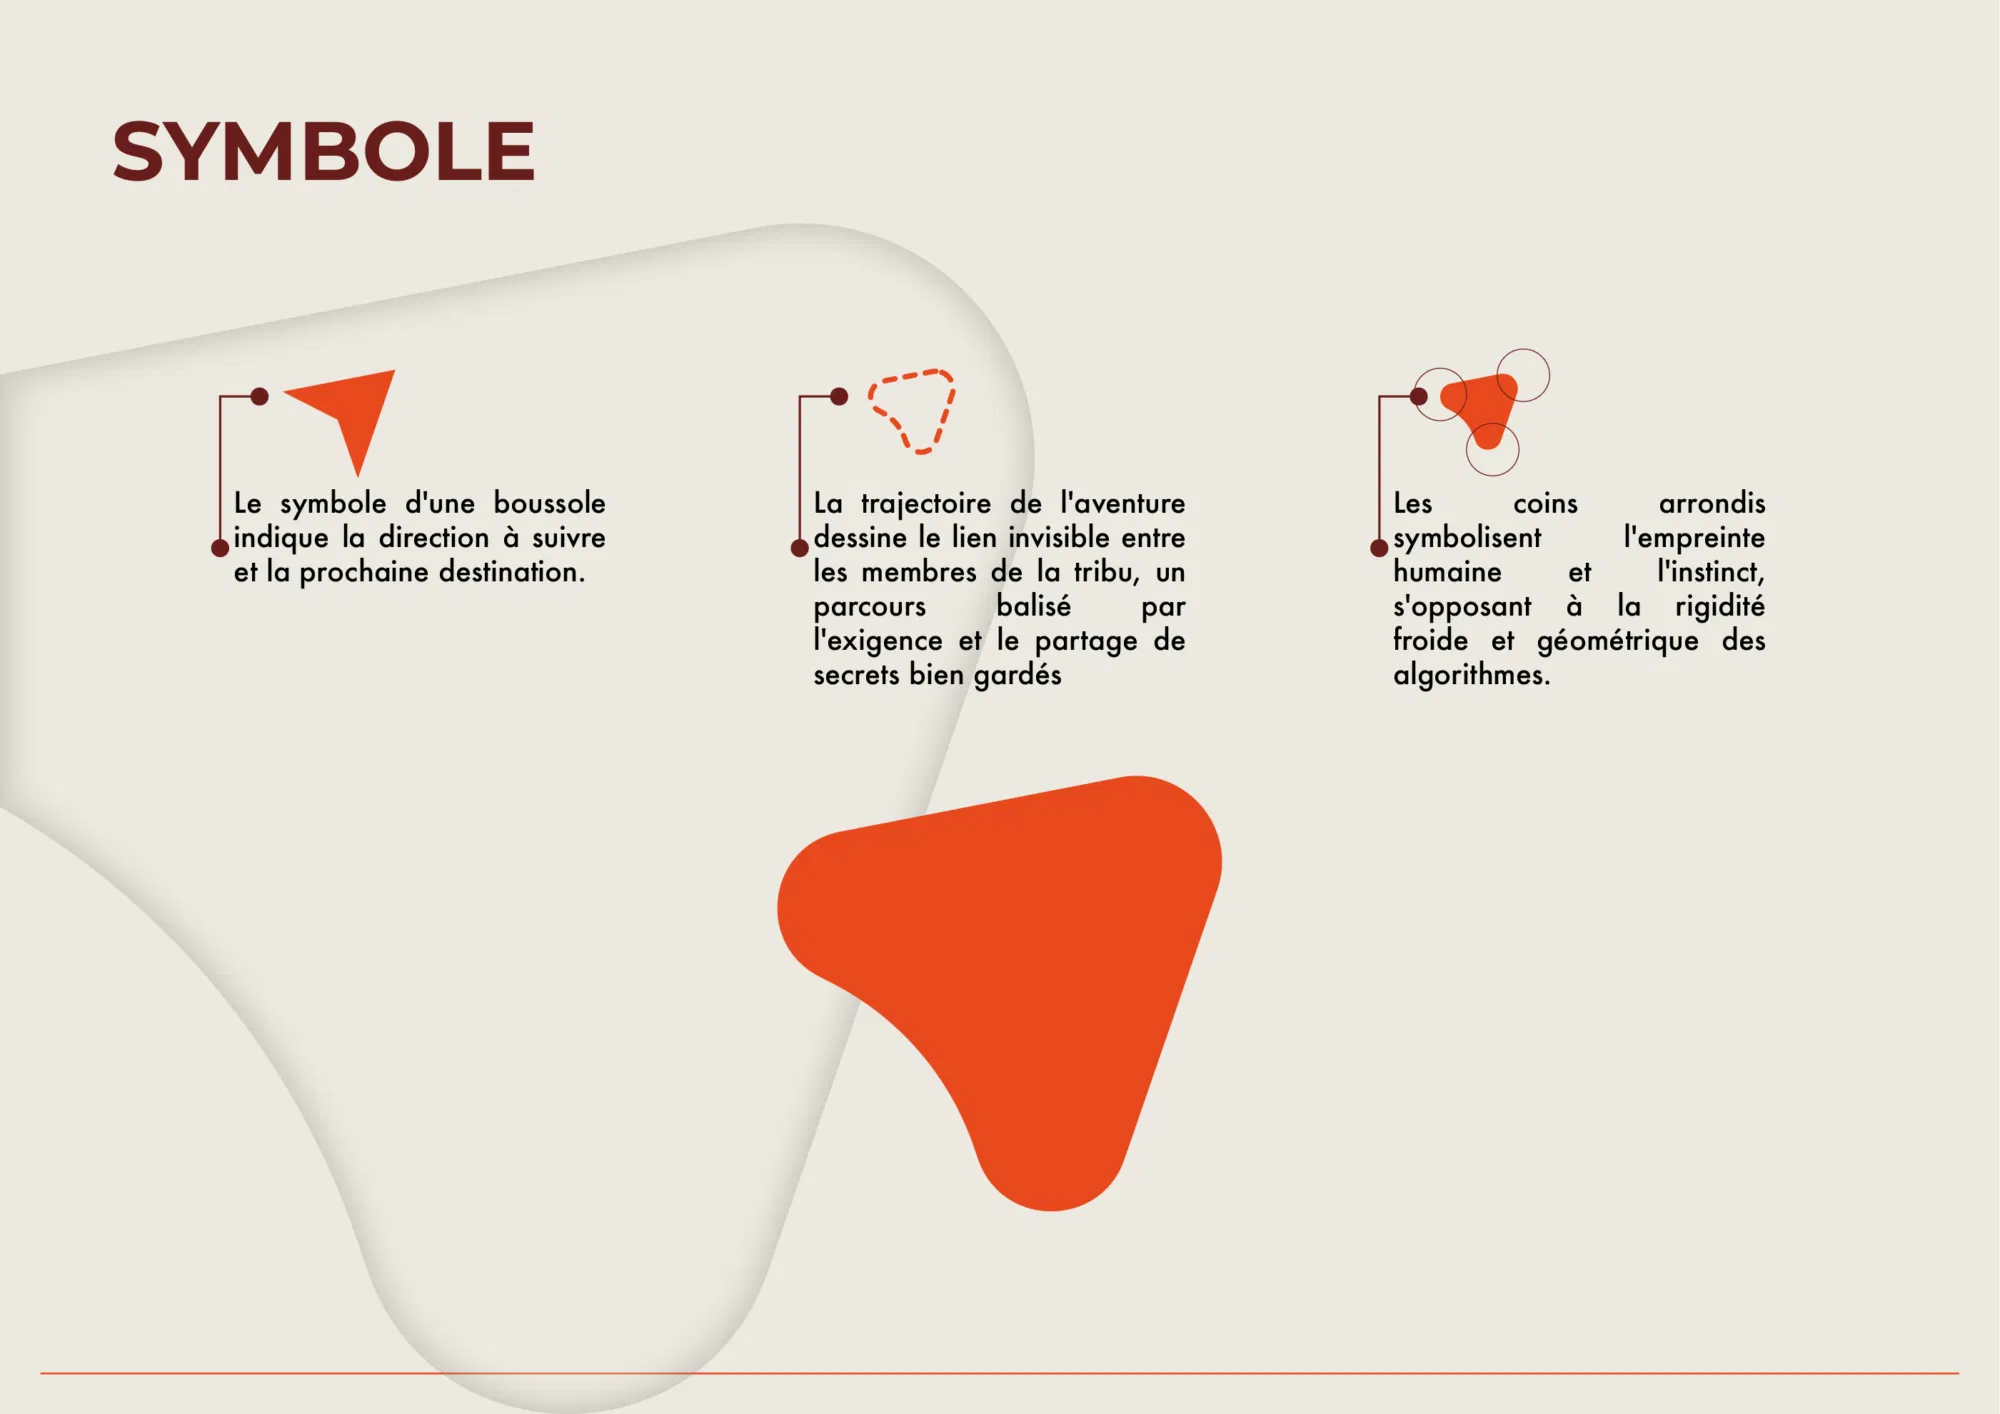 SYMBOLE
Le symbole d'une boussole
indique la direction à suivre
et la prochaine destination.
La trajectoire de l'aventure
dessine le lien invisible entre
les membres de la tribu, un
parcours balisé par
l'exigence et le partage de
secrets bien gardés
Les coins arrondis
symbolisent l'empreinte
humaine et l'instinct,
s'opposant à la rigidité
froide et géométrique des
algorithmes.